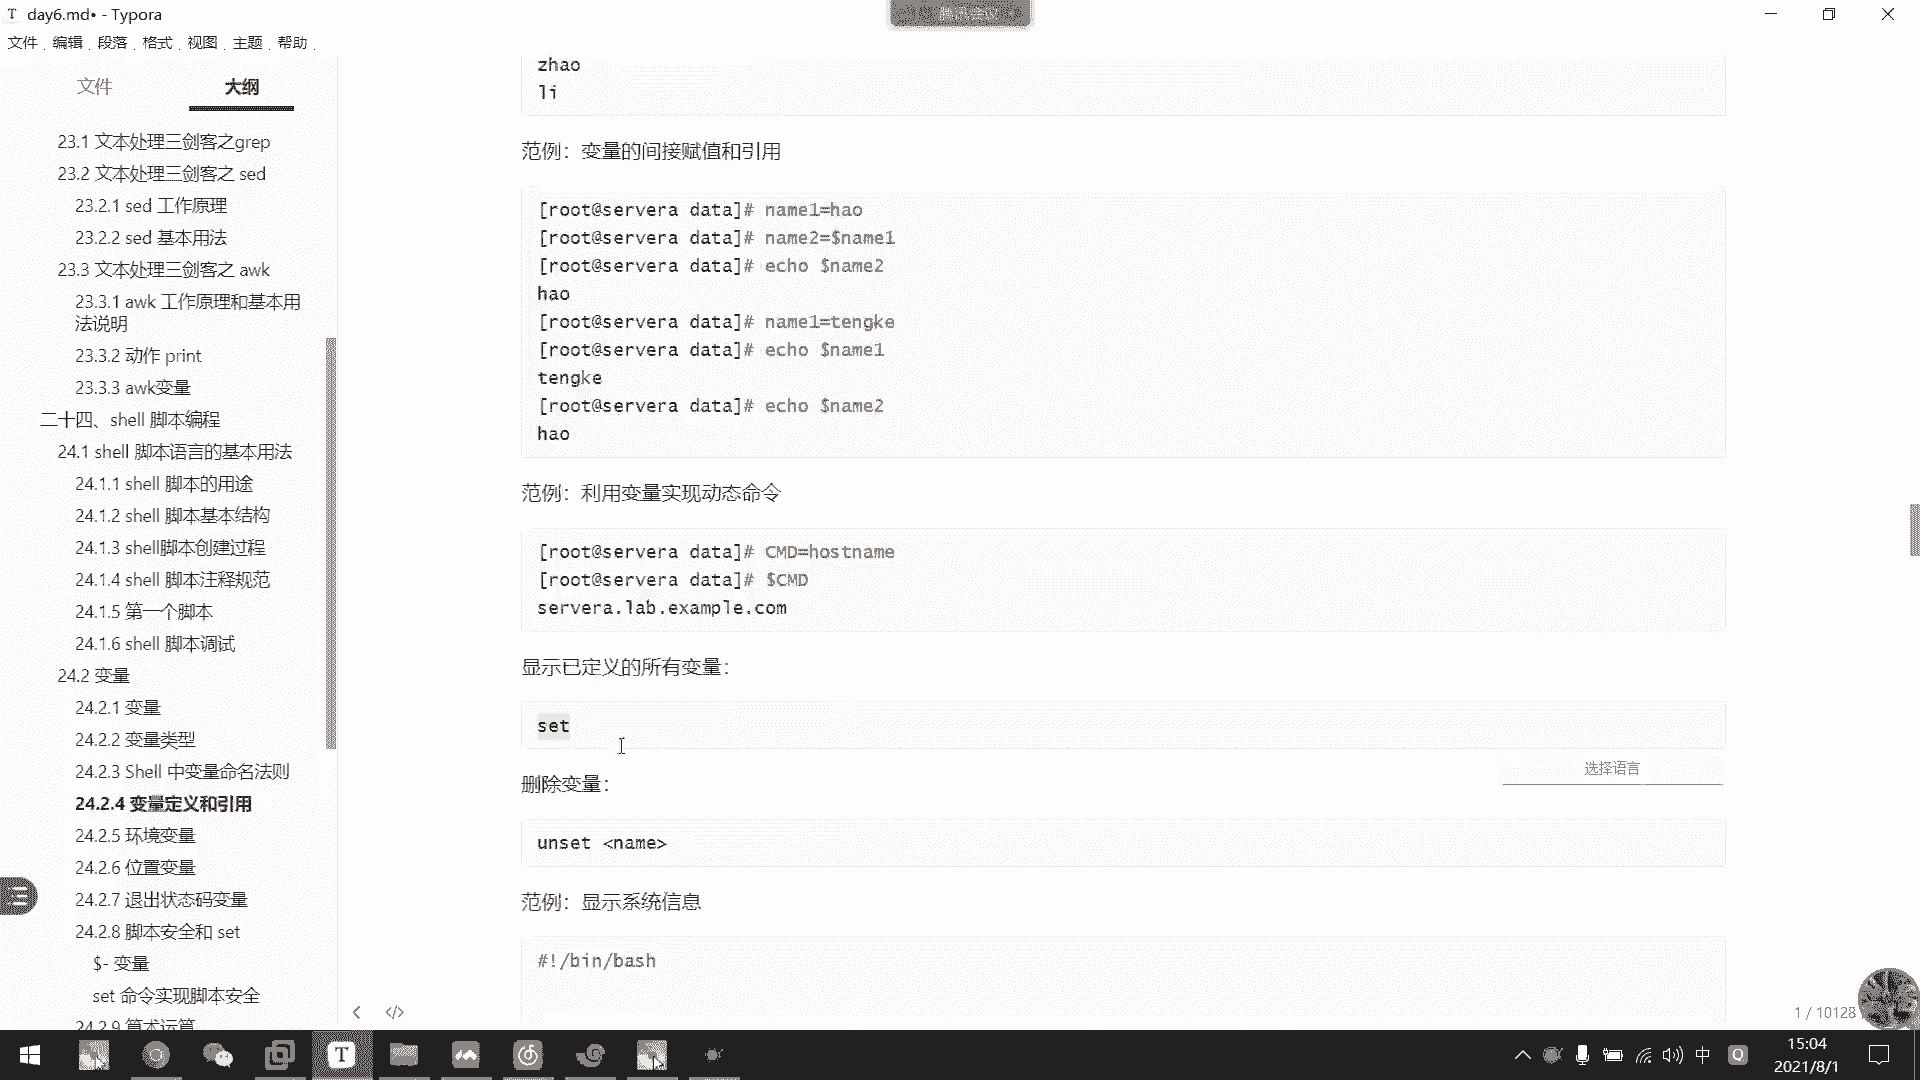 day6.md• - Typora
腾讯会议
文件 编辑 段落 格式 视图 主题 帮助
文件 大纲
23.1 文本处理三剑客之grep
23.2 文本处理三剑客之 sed
23.2.1 sed 工作原理
23.2.2 sed 基本用法
23.3 文本处理三剑客之 awk
23.3.1 awk 工作原理和基本用
法说明
23.3.2 动作 print
23.3.3 awk变量
二十四、shell 脚本编程
24.1 shell 脚本语言的基本用法
24.1.1 shell 脚本的用途
24.1.2 shell 脚本基本结构
24.1.3 shell脚本创建过程
24.1.4 shell 脚本注释规范
24.1.5 第一个脚本
24.1.6 shell 脚本调试
24.2 变量
24.2.1 变量
24.2.2 变量类型
24.2.3 Shell 中变量命名法则
24.2.4 变量定义和引用
24.2.5 环境变量
24.2.6 位置变量
24.2.7 退出状态码变量
24.2.8 脚本安全和 set
$- 变量
set 命令实现脚本安全
24.2.9 算术运算
zhao
li
范例：变量的间接赋值和引用
[root@servera data]# name1=hao
[root@servera data]# name2=$name1
[root@servera data]# echo $name2
hao
[root@servera data]# name1=tengke
[root@servera data]# echo $name1
tengke
[root@servera data]# echo $name2
hao
范例：利用变量实现动态命令
[root@servera data]# CMD=hostname
[root@servera data]# $CMD
servera.lab.example.com
显示已定义的所有变量：
set
选择语言
删除变量：
unset <name>
范例：显示系统信息
#!/bin/bash
1 / 10128
中
15:04
2021/8/1